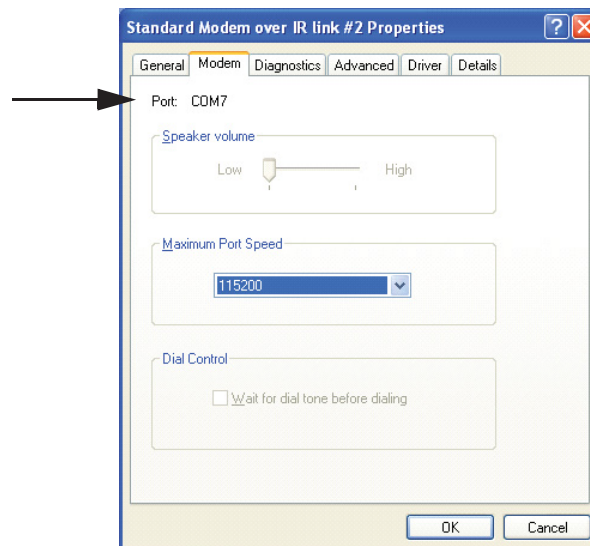 Standard Modem over IR link #2 Properties
General Modem Diagnostics Advanced Driver Details
Port: COM7
Speaker volume
Low High
Maximum Port Speed
115200
Dial Control
Wait for dial tone before dialing
OK Cancel